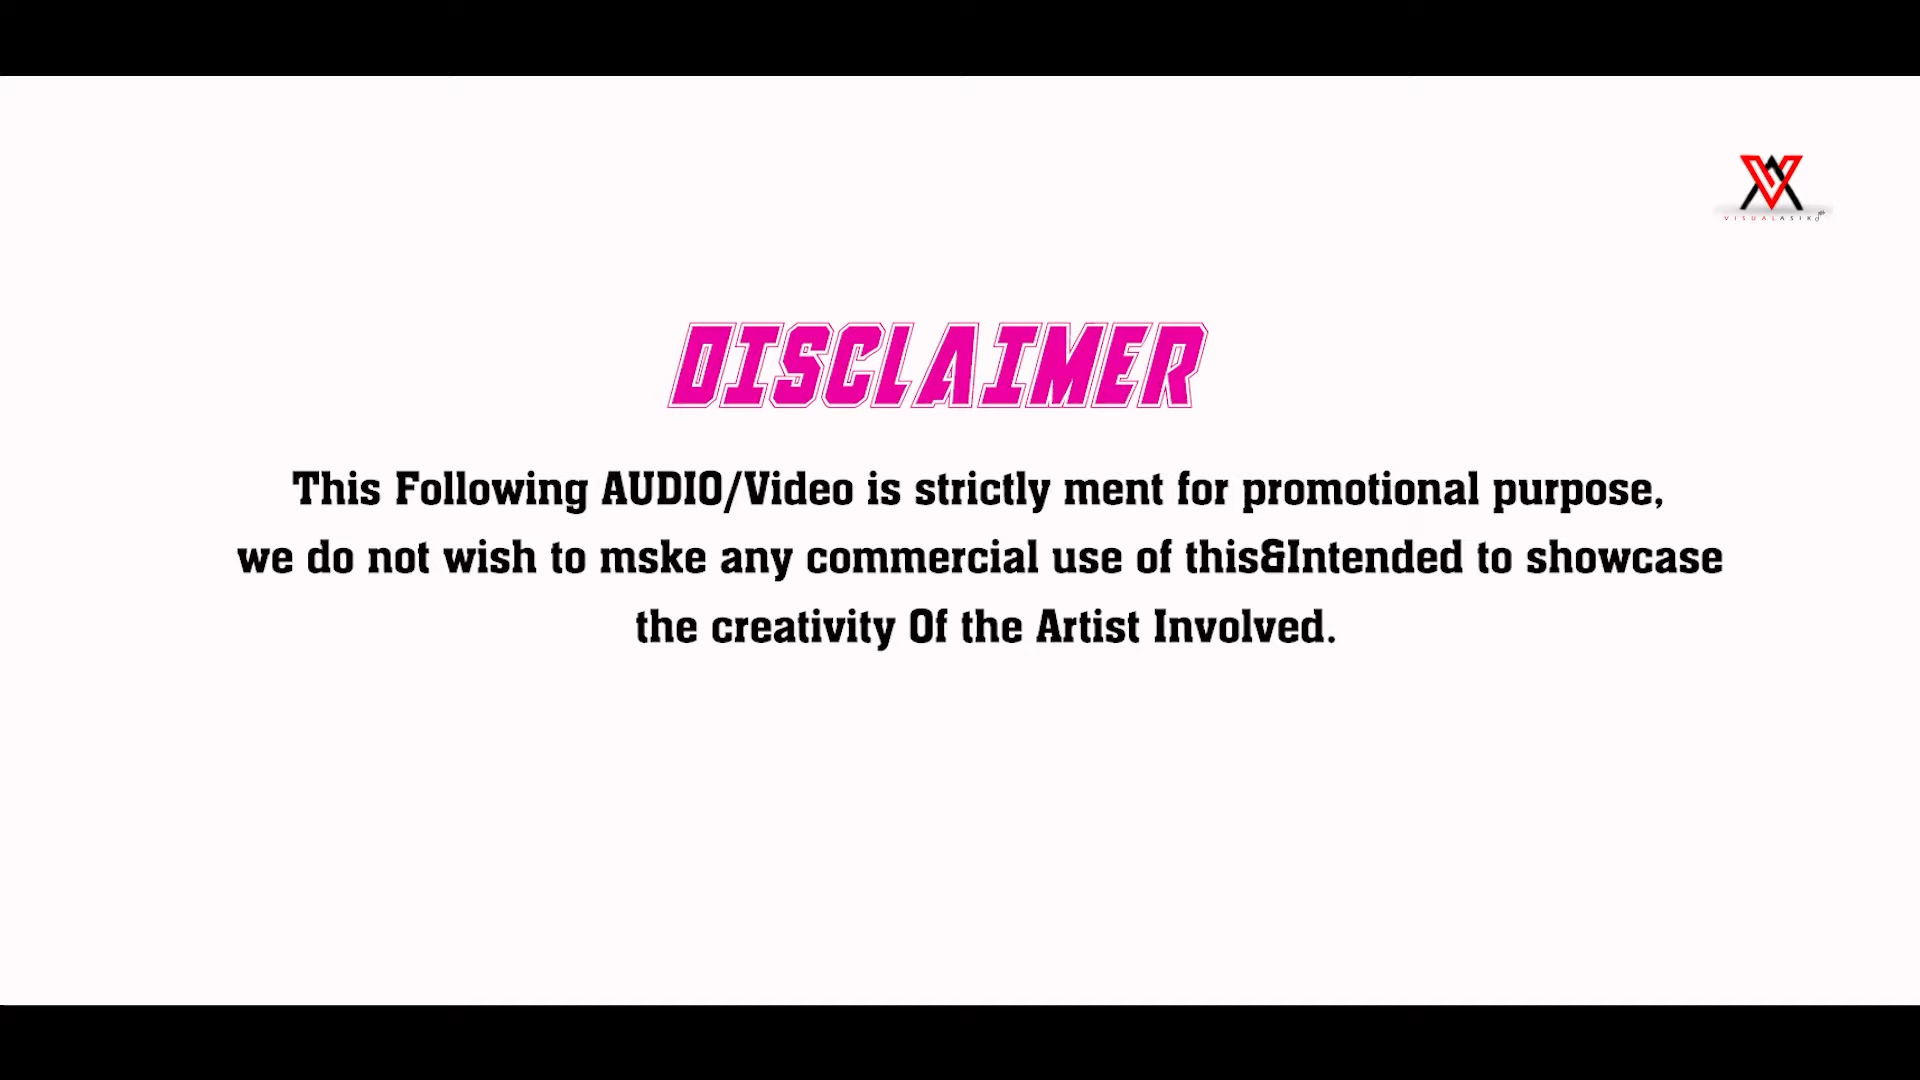 VISUALASIK
DISCLAIMER
This Following AUDIO/Video is strictly ment for promotional purpose,
we do not wish to mske any commercial use of this&Intended to showcase
the creativity Of the Artist Involved.